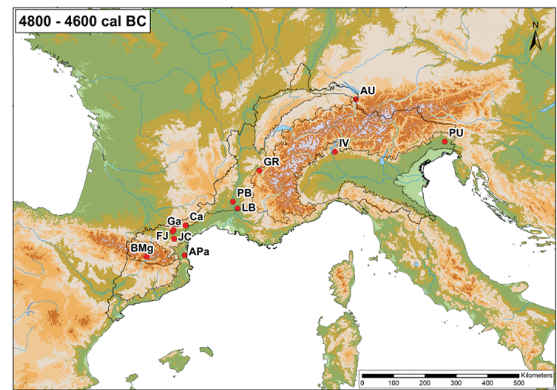 4800 - 4600 cal BC
N
AU
PU
IV
GR
PB
LB
Ca
Ga
FJ
JC
BMg
APa
Kilometers
0 100 200 300 400 500